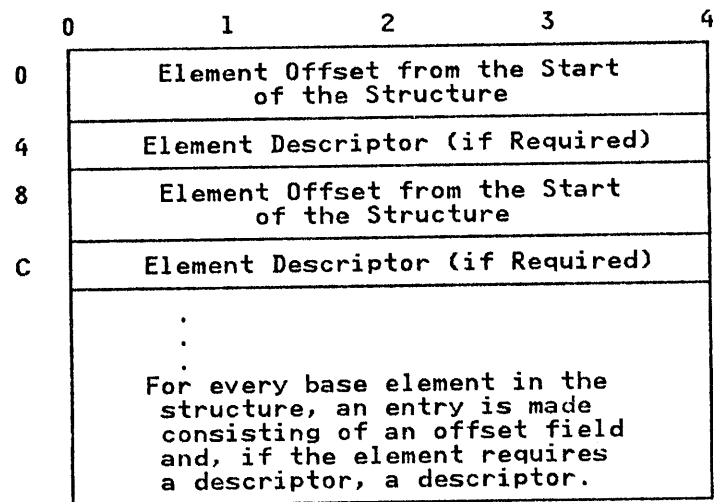 0 1 2 3 4
0 Element Offset from the Start
of the Structure
4 Element Descriptor (if Required)
8 Element Offset from the Start
of the Structure
C Element Descriptor (if Required)
.
.
.
For every base element in the
structure, an entry is made
consisting of an offset field
and, if the element requires
a descriptor, a descriptor.